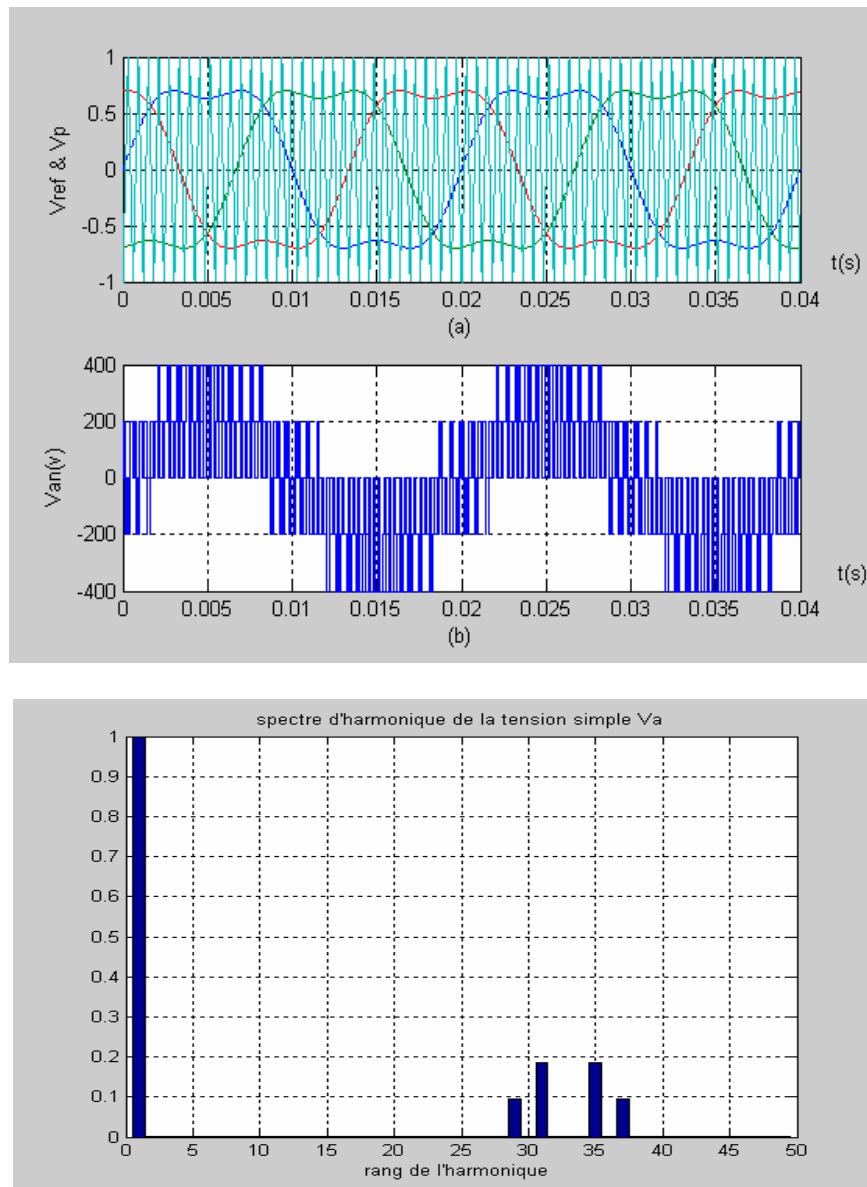 Vref & Vp
1
0.5
0
-0.5
-1
0 0.005 0.01 0.015 0.02 0.025 0.03 0.035 0.04
t(s)
(a)
Van(v)
400
200
0
-200
-400
0 0.005 0.01 0.015 0.02 0.025 0.03 0.035 0.04
t(s)
(b)
spectre d'harmonique de la tension simple Va
1
0.9
0.8
0.7
0.6
0.5
0.4
0.3
0.2
0.1
0
0 5 10 15 20 25 30 35 40 45 50
rang de l'harmonique